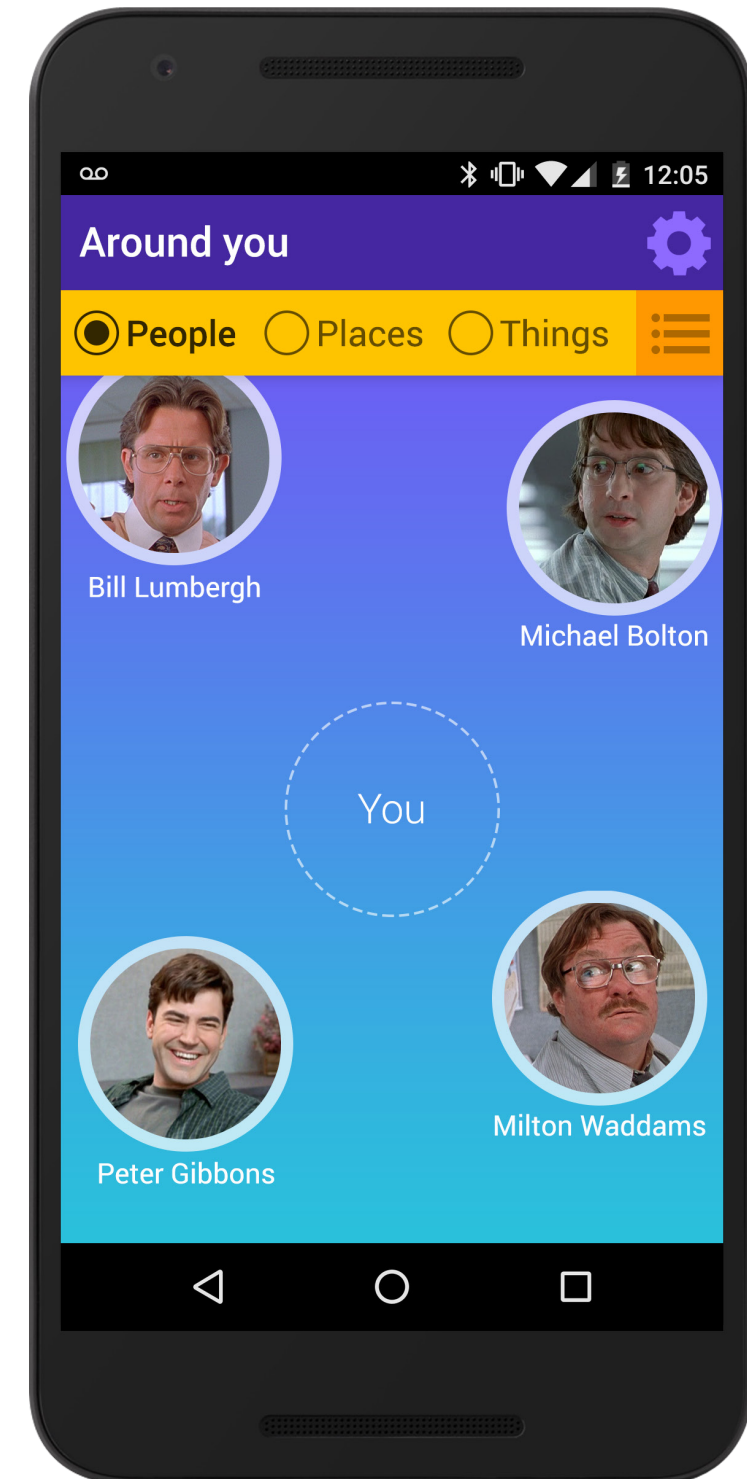 12:05
Around you
People Places Things
Bill Lumbergh
Michael Bolton
You
Milton Waddams
Peter Gibbons